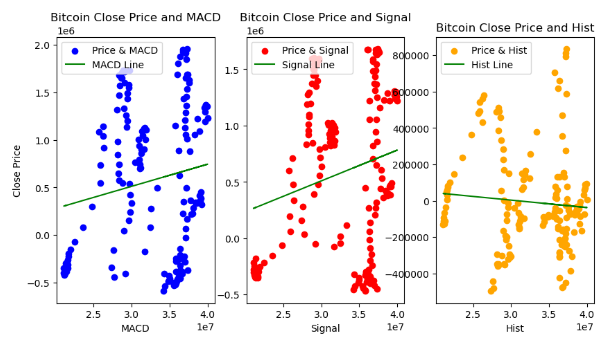 Bitcoin Close Price and MACD
1e6
Price & MACD
MACD Line
2.0
1.5
1.0
0.5
0.0
−0.5
Close Price
2.5
3.0
3.5
4.0
1e7
MACD
Bitcoin Close Price and Signal
1e6
Price & Signal
Signal Line
1.5
1.0
0.5
0.0
−0.5
2.5
3.0
3.5
4.0
1e7
Signal
Bitcoin Close Price and Hist
Price & Hist
Hist Line
800000
600000
400000
200000
0
−200000
−400000
2.5
3.0
3.5
4.0
1e7
Hist